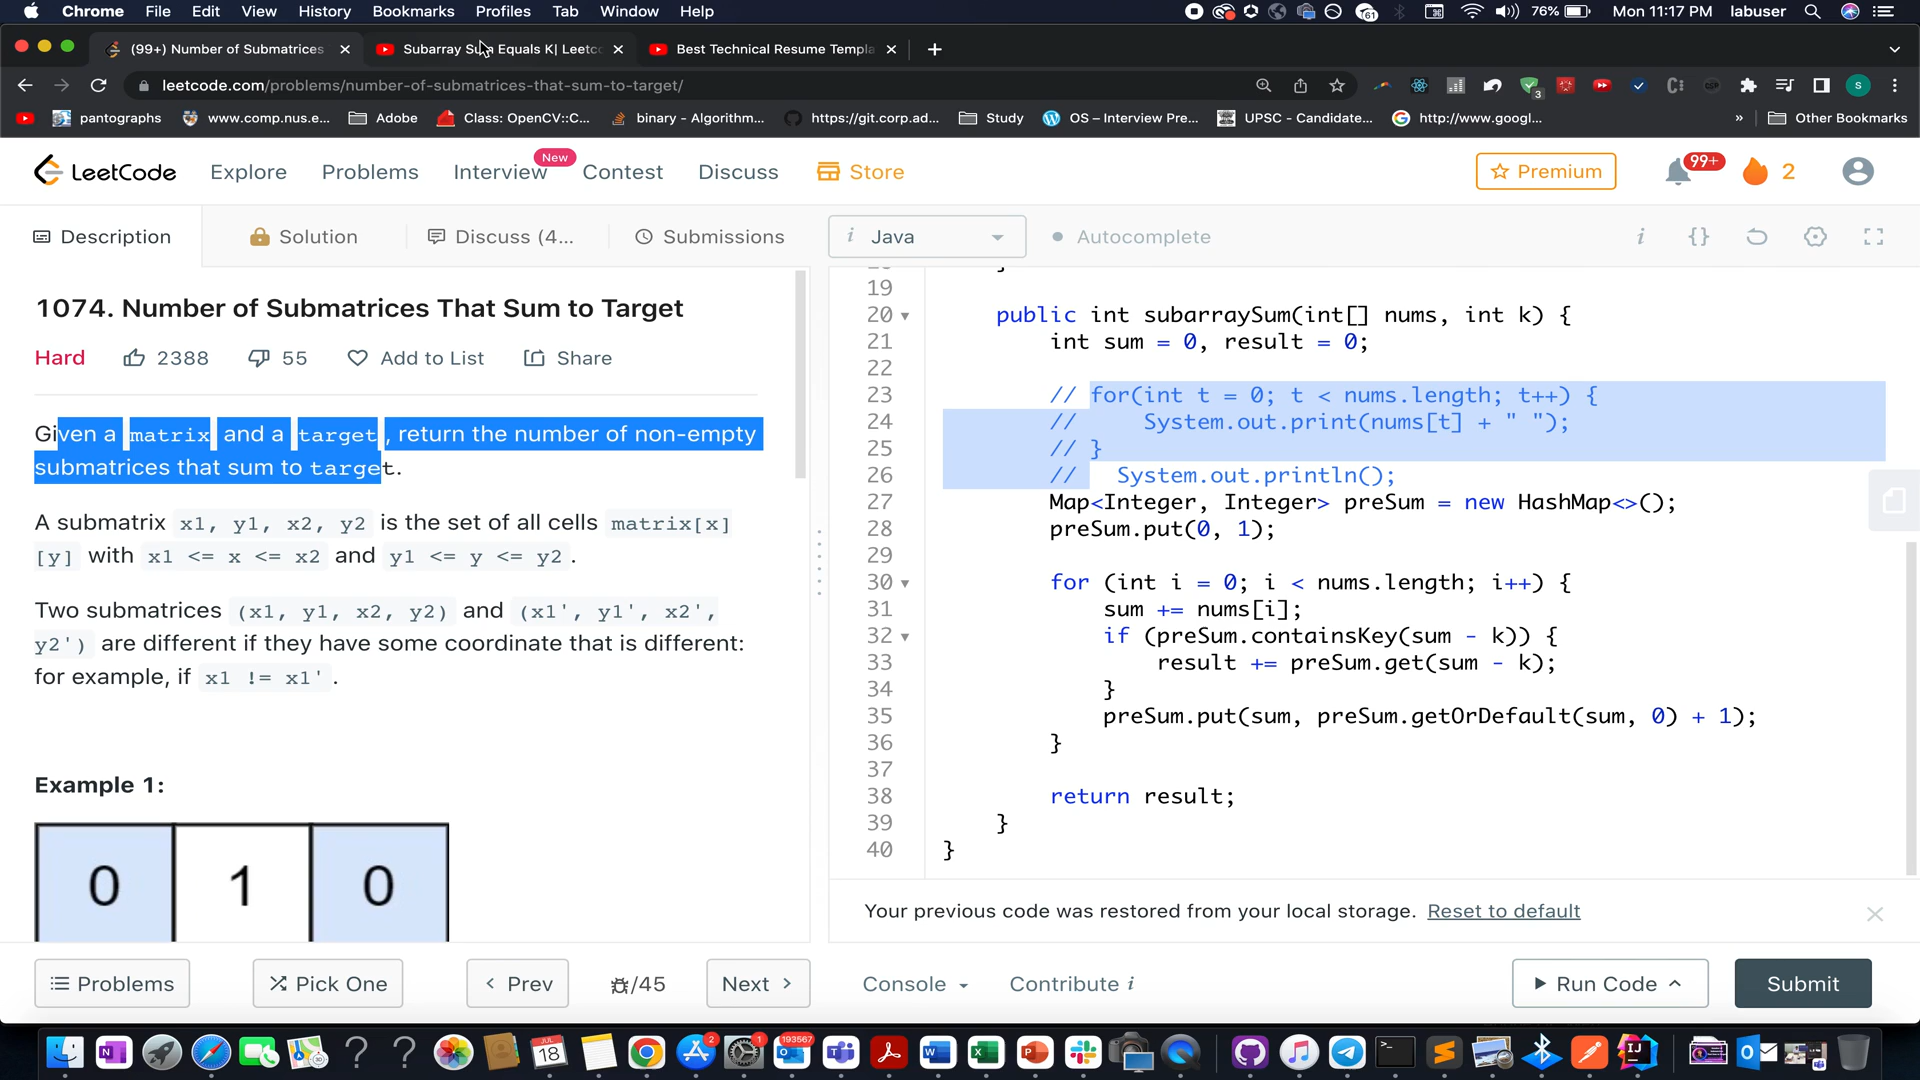 Chrome File Edit View History Bookmarks Profiles Tab Window Help 61 76% Mon 11:17 PM labuser
(99+) Number of Submatrices Subarray Sum Equals K| Leetc Best Technical Resume Templa
leetcode.com/problems/number-of-submatrices-that-sum-to-target/
pantographs www.comp.nus.e... Adobe Class: OpenCV::C... binary - Algorithm... https://git.corp.ad... Study OS – Interview Pre... UPSC - Candidate... http://www.googl... » Other Bookmarks
LeetCode Explore Problems Interview New Contest Discuss Store Premium 99+ 2
Description Solution Discuss (4... Submissions i Java Autocomplete
1074. Number of Submatrices That Sum to Target
Hard 2388 55 Add to List Share
Given a matrix and a target, return the number of non-empty
submatrices that sum to target.
A submatrix x1, y1, x2, y2 is the set of all cells matrix[x]
[y] with x1 <= x <= x2 and y1 <= y <= y2.
Two submatrices (x1, y1, x2, y2) and (x1', y1', x2',
y2') are different if they have some coordinate that is different:
for example, if x1 != x1'.
Example 1:
0 1 0
19
20 public int subarraySum(int[] nums, int k) {
21 int sum = 0, result = 0;
22
23 // for(int t = 0; t < nums.length; t++) {
24 // System.out.print(nums[t] + " ");
25 // }
26 // System.out.println();
27 Map<Integer, Integer> preSum = new HashMap<>();
28 preSum.put(0, 1);
29
30 for (int i = 0; i < nums.length; i++) {
31 sum += nums[i];
32 if (preSum.containsKey(sum - k)) {
33 result += preSum.get(sum - k);
34 }
35 preSum.put(sum, preSum.getOrDefault(sum, 0) + 1);
36 }
37
38 return result;
39 }
40 }
Your previous code was restored from your local storage. Reset to default
Problems Pick One Prev /45 Next Console Contribute i Run Code Submit
JUL 18 2 1 193567